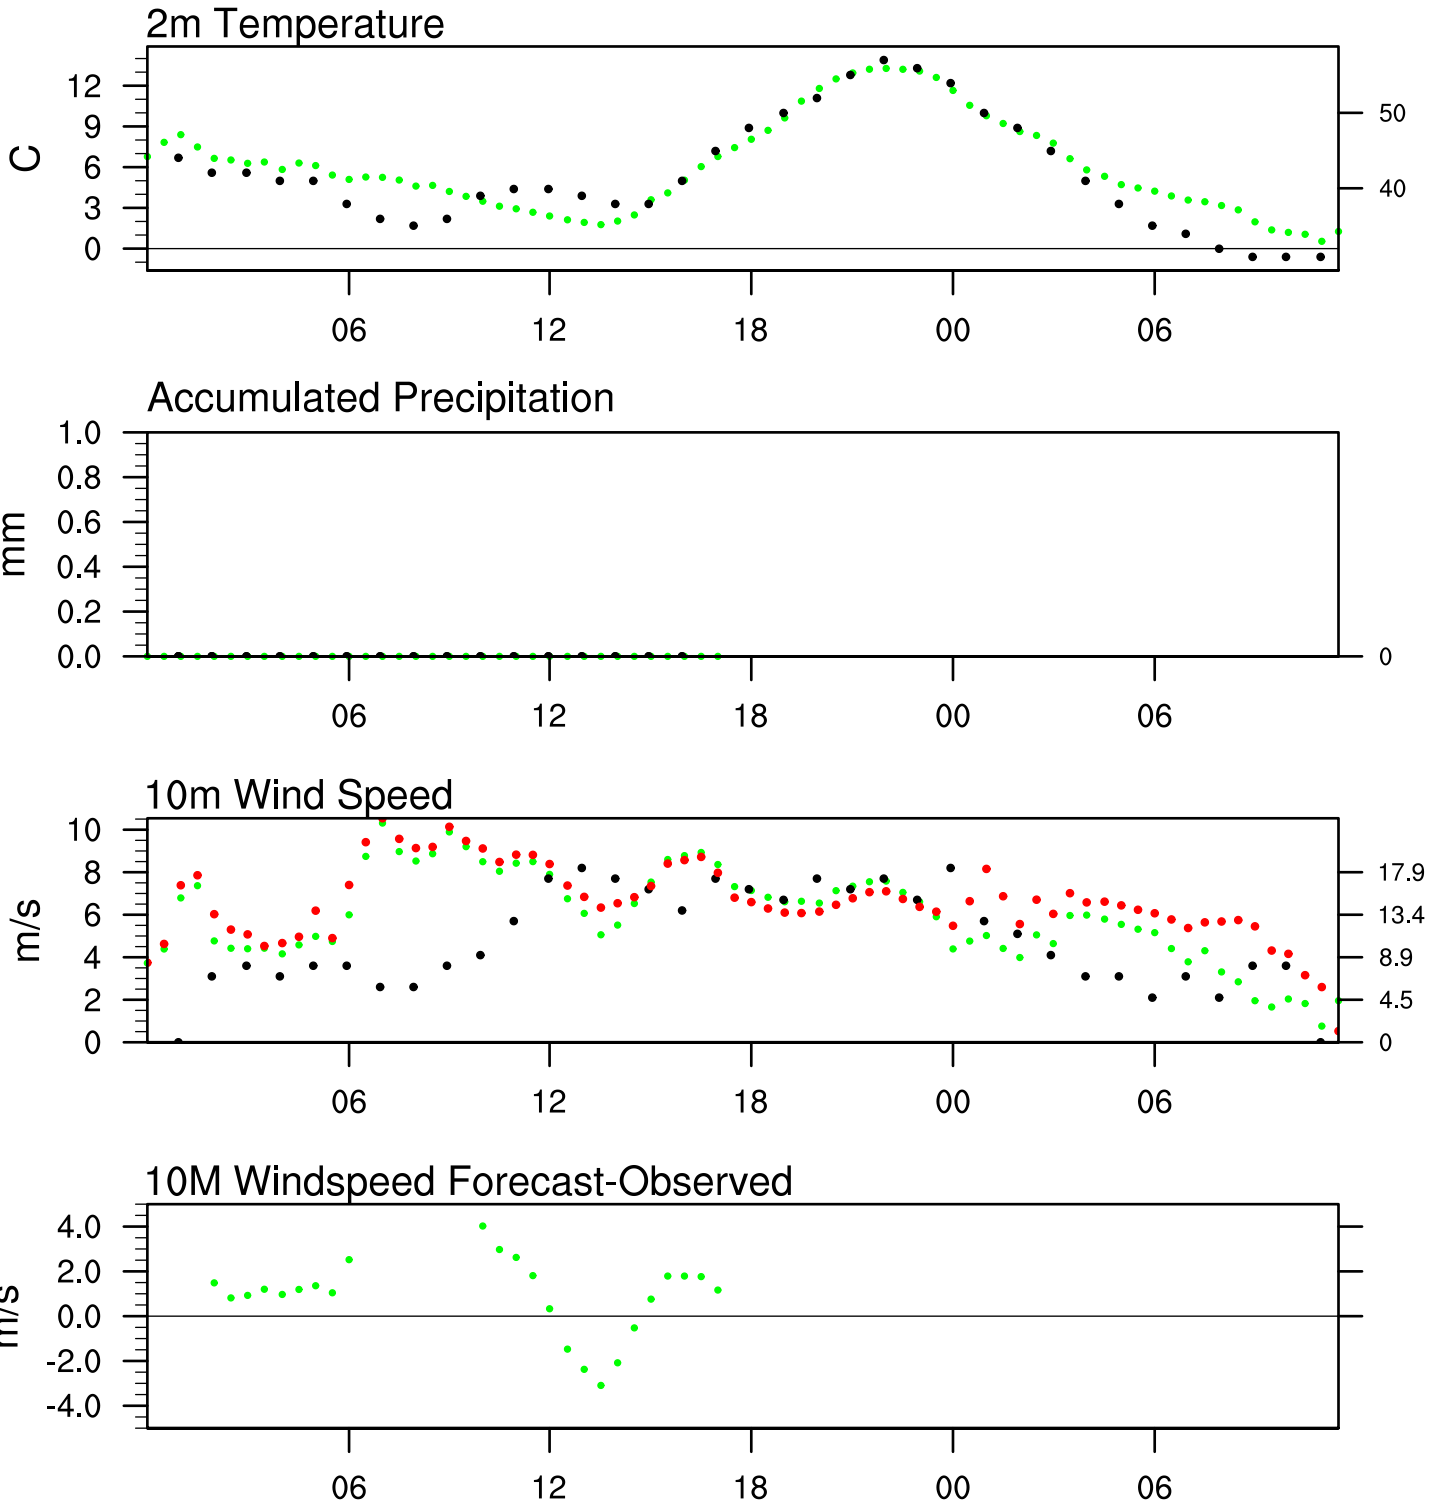 2m Temperature
C
12
9
6
3
0
50
40
06 12 18 00 06
Accumulated Precipitation
mm
1.0
0.8
0.6
0.4
0.2
0.0
0
06 12 18 00 06
10m Wind Speed
m/s
10
8
6
4
2
0
17.9
13.4
8.9
4.5
0
06 12 18 00 06
10M Windspeed Forecast-Observed
m/s
4.0
2.0
0.0
-2.0
-4.0
06 12 18 00 06